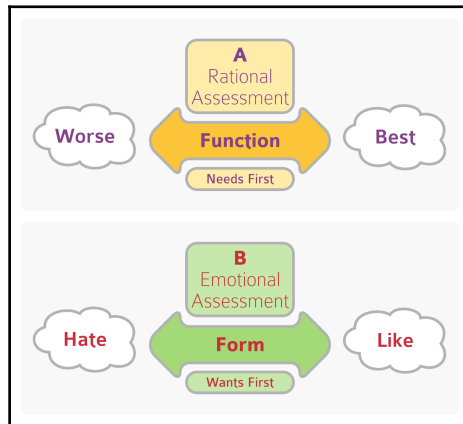 A
Rational
Assessment
Worse
Function
Best
Needs First
B
Emotional
Assessment
Hate
Form
Like
Wants First